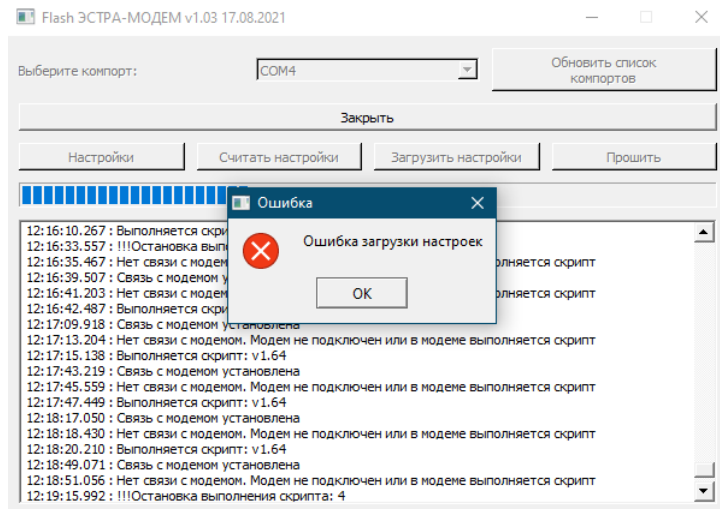 Flash ЭСТРА-МОДЕМ v1.03 17.08.2021
Выберите компорт:
COM4
Обновить список
компортов
Закрыть
Настройки
Считать настройки
Загрузить настройки
Прошить
Ошибка
Ошибка загрузки настроек
OK
12:16:10.267 : Выполняется
12:16:33.557 : !!!Остановка
12:16:35.467 : Нет связи с скрипт
12:16:39.507 : Связь с модемом
12:16:41.203 : Нет связи с скрипт
12:16:42.487 : Выполняется
12:17:09.918 : Связь с модемом установлена
12:17:13.204 : Нет связи с модемом. Модем не подключен или в модеме выполняется скрипт
12:17:15.138 : Выполняется скрипт: v1.64
12:17:43.219 : Связь с модемом установлена
12:17:45.559 : Нет связи с модемом. Модем не подключен или в модеме выполняется скрипт
12:17:47.449 : Выполняется скрипт: v1.64
12:18:17.050 : Связь с модемом установлена
12:18:18.430 : Нет связи с модемом. Модем не подключен или в модеме выполняется скрипт
12:18:20.210 : Выполняется скрипт: v1.64
12:18:49.071 : Связь с модемом установлена
12:18:51.056 : Нет связи с модемом. Модем не подключен или в модеме выполняется скрипт
12:19:15.992 : !!!Остановка выполнения скрипта: 4